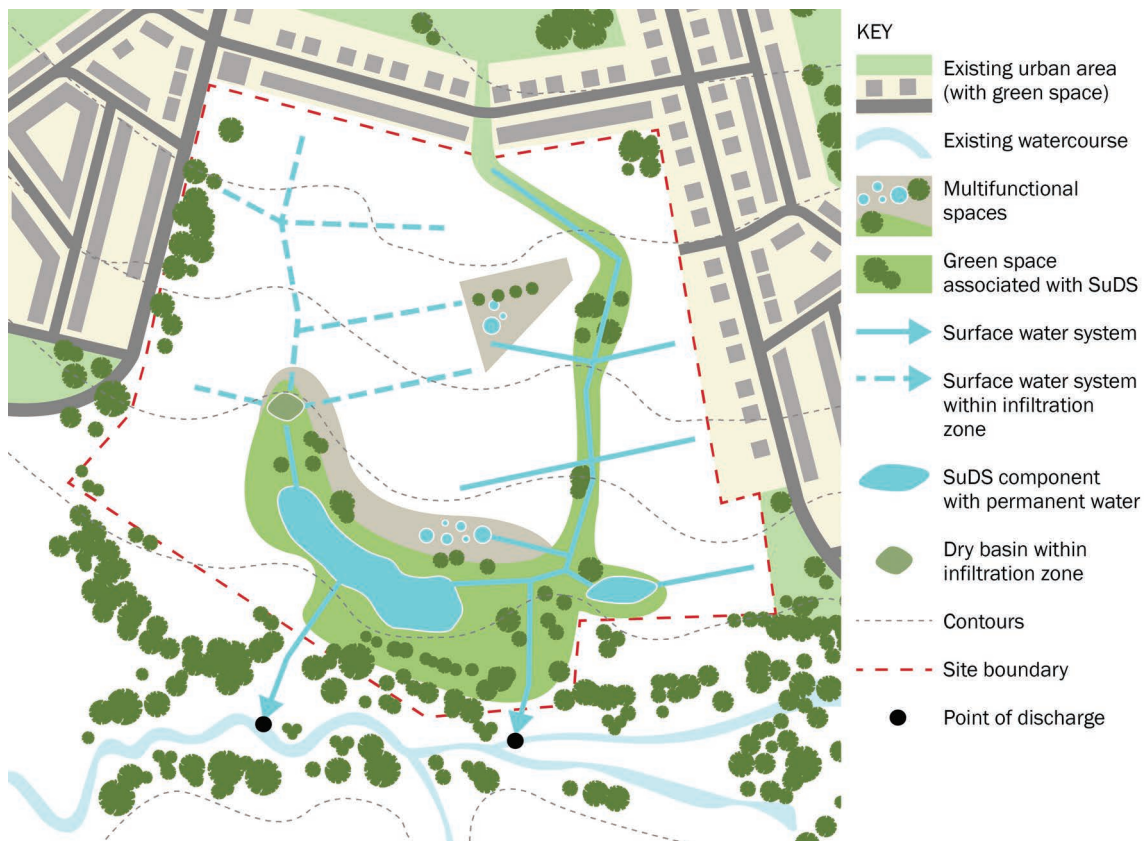 KEY
Existing urban area
(with green space)
Existing watercourse
Multifunctional
spaces
Green space
associated with SuDS
Surface water system
Surface water system
within infiltration
zone
SuDS component
with permanent water
Dry basin within
infiltration zone
Contours
Site boundary
Point of discharge